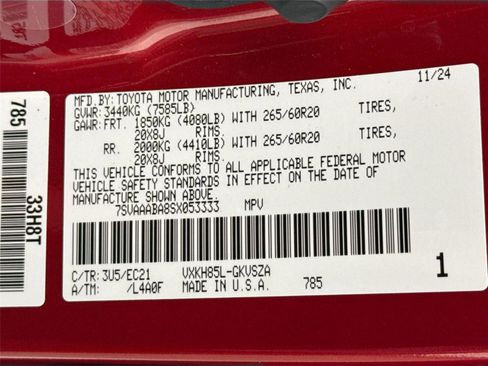 MFD.BY:TOYOTA MOTOR MANUFACTURING, TEXAS, INC. 11/24
GVWR: 3440KG (7585LB)
GAWR: FRT. 1850KG (4080LB) WITH 265/60R20 TIRES,
20X8J RIMS.
RR. 2000KG (4410LB) WITH 265/60R20 TIRES,
20X8J RIMS.
THIS VEHICLE CONFORMS TO ALL APPLICABLE FEDERAL MOTOR
VEHICLE SAFETY STANDARDS IN EFFECT ON THE DATE OF
MANUFACTURE SHOWN ABOVE.
7SVAAABA8SX053333 MPV
C/TR: 3U5/EC21 VXKH85L-GKVSZA 1
A/TM: /L4A0F MADE IN U.S.A. 785
785
33H8T